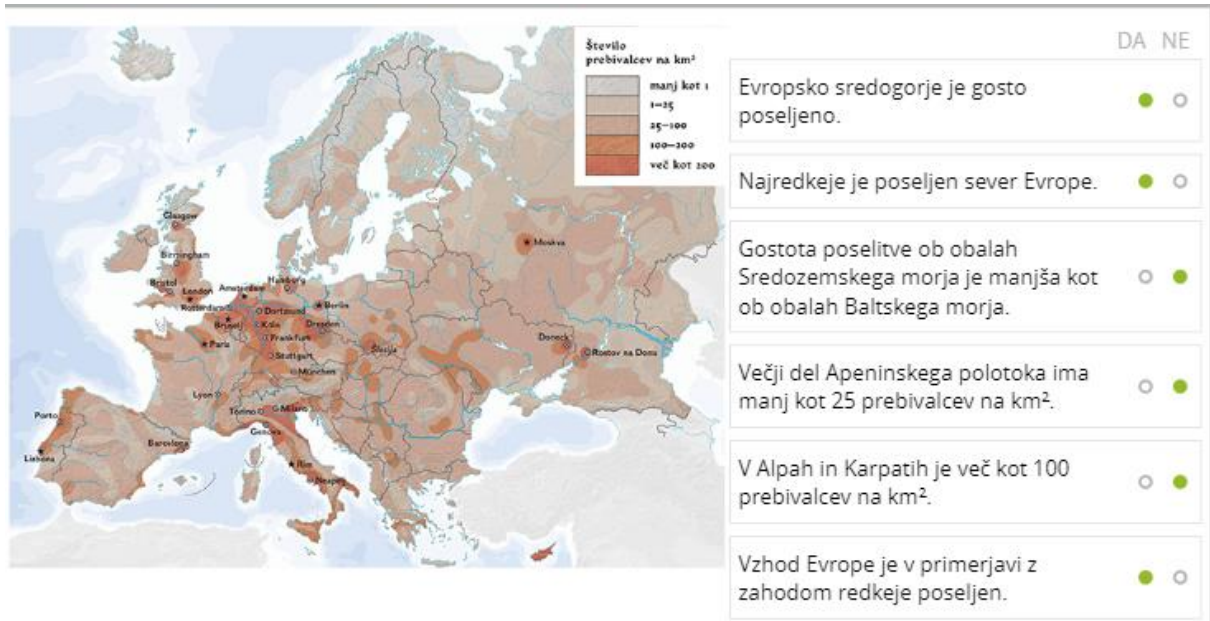 Število
prebivalcev na km²
manj kot 1
1–25
25–100
100–200
več kot 200
Glasgow
Birmingham
Bristol
London
Amsterdam
Hamburg
Rotterdam
Berlin
Dortmund
Bruselj
Köln
Dresden
Frankfurt
Paris
Stuttgart
München
Šlezija
Lyon
Torino
Milano
Genova
Porto
Lizbona
Barcelona
Rim
Neapelj
Moskva
Doneck
Rostov na Donu
DA NE
Evropsko sredogorje je gosto
poseljeno.
Najredkeje je poseljen sever Evrope.
Gostota poselitve ob obalah
Sredozemskega morja je manjša kot
ob obalah Baltskega morja.
Večji del Apeninskega polotoka ima
manj kot 25 prebivalcev na km².
V Alpah in Karpatih je več kot 100
prebivalcev na km².
Vzhod Evrope je v primerjavi z
zahodom redkeje poseljen.